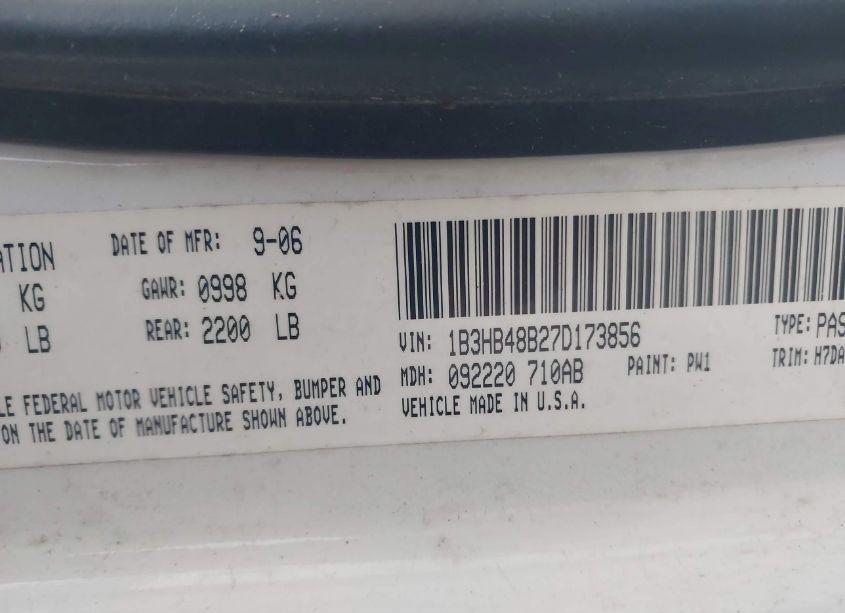 ATION DATE OF MFR: 9-06
KG GAWR: 0998 KG
LB REAR: 2200 LB
LE FEDERAL MOTOR VEHICLE SAFETY, BUMPER AND
ON THE DATE OF MANUFACTURE SHOWN ABOVE.
VIN: 1B3HB48B27D173856 TYPE: PAS
MDH: 092220 710AB PAINT: PW1 TRIM: H7DA
VEHICLE MADE IN U.S.A.